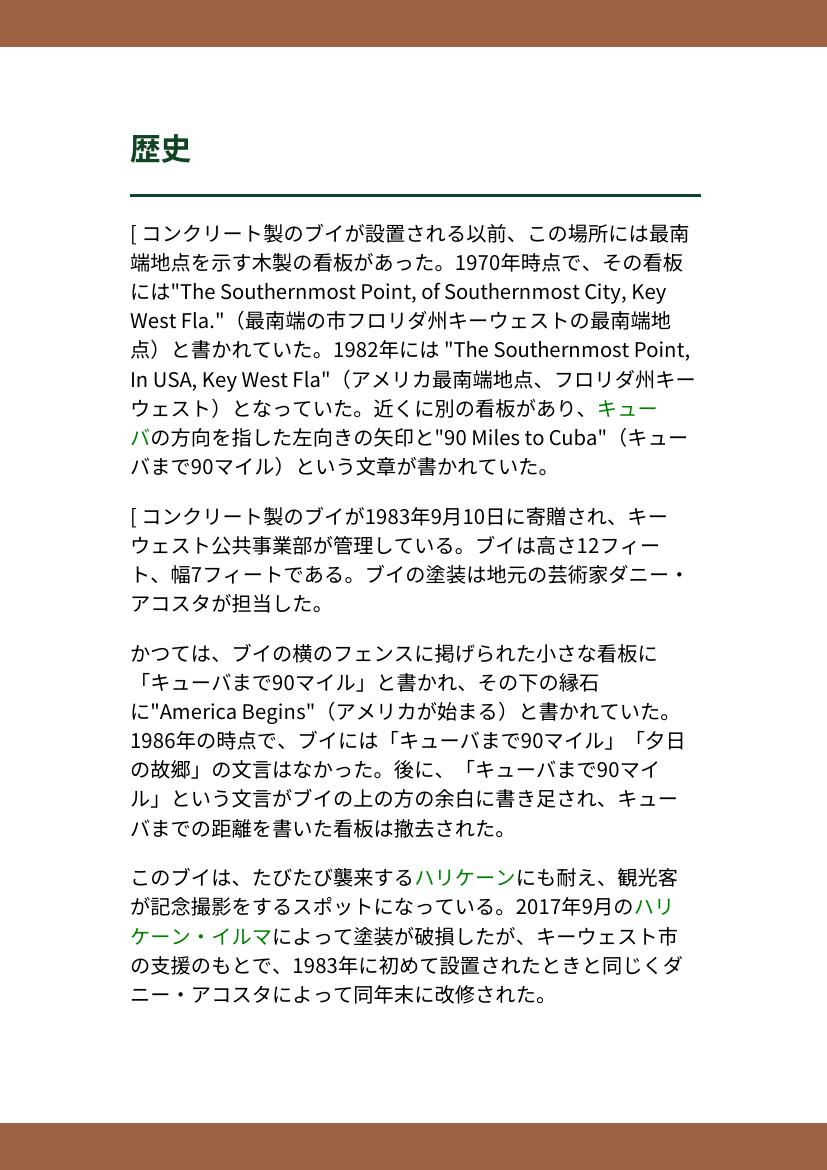 歴史
[ コンクリート製のブイが設置される以前、この場所には最南
端地点を示す木製の看板があった。1970年時点で、その看板
には"The Southernmost Point, of Southernmost City, Key
West Fla."（最南端の市フロリダ州キーウェストの最南端地
点）と書かれていた。1982年には "The Southernmost Point,
In USA, Key West Fla"（アメリカ最南端地点、フロリダ州キー
ウェスト）となっていた。近くに別の看板があり、キュー
バの方向を指した左向きの矢印と"90 Miles to Cuba"（キュー
バまで90マイル）という文章が書かれていた。
[ コンクリート製のブイが1983年9月10日に寄贈され、キー
ウェスト公共事業部が管理している。ブイは高さ12フィー
ト、幅7フィートである。ブイの塗装は地元の芸術家ダニー・
アコスタが担当した。
かつては、ブイの横のフェンスに掲げられた小さな看板に
「キューバまで90マイル」と書かれ、その下の縁石
に"America Begins"（アメリカが始まる）と書かれていた。
1986年の時点で、ブイには「キューバまで90マイル」「夕日
の故郷」の文言はなかった。後に、「キューバまで90マイ
ル」という文言がブイの上の方の余白に書き足され、キュー
バまでの距離を書いた看板は撤去された。
このブイは、たびたび襲来するハリケーンにも耐え、観光客
が記念撮影をするスポットになっている。2017年9月のハリ
ケーン・イルマによって塗装が破損したが、キーウェスト市
の支援のもとで、1983年に初めて設置されたときと同じくダ
ニー・アコスタによって同年末に改修された。